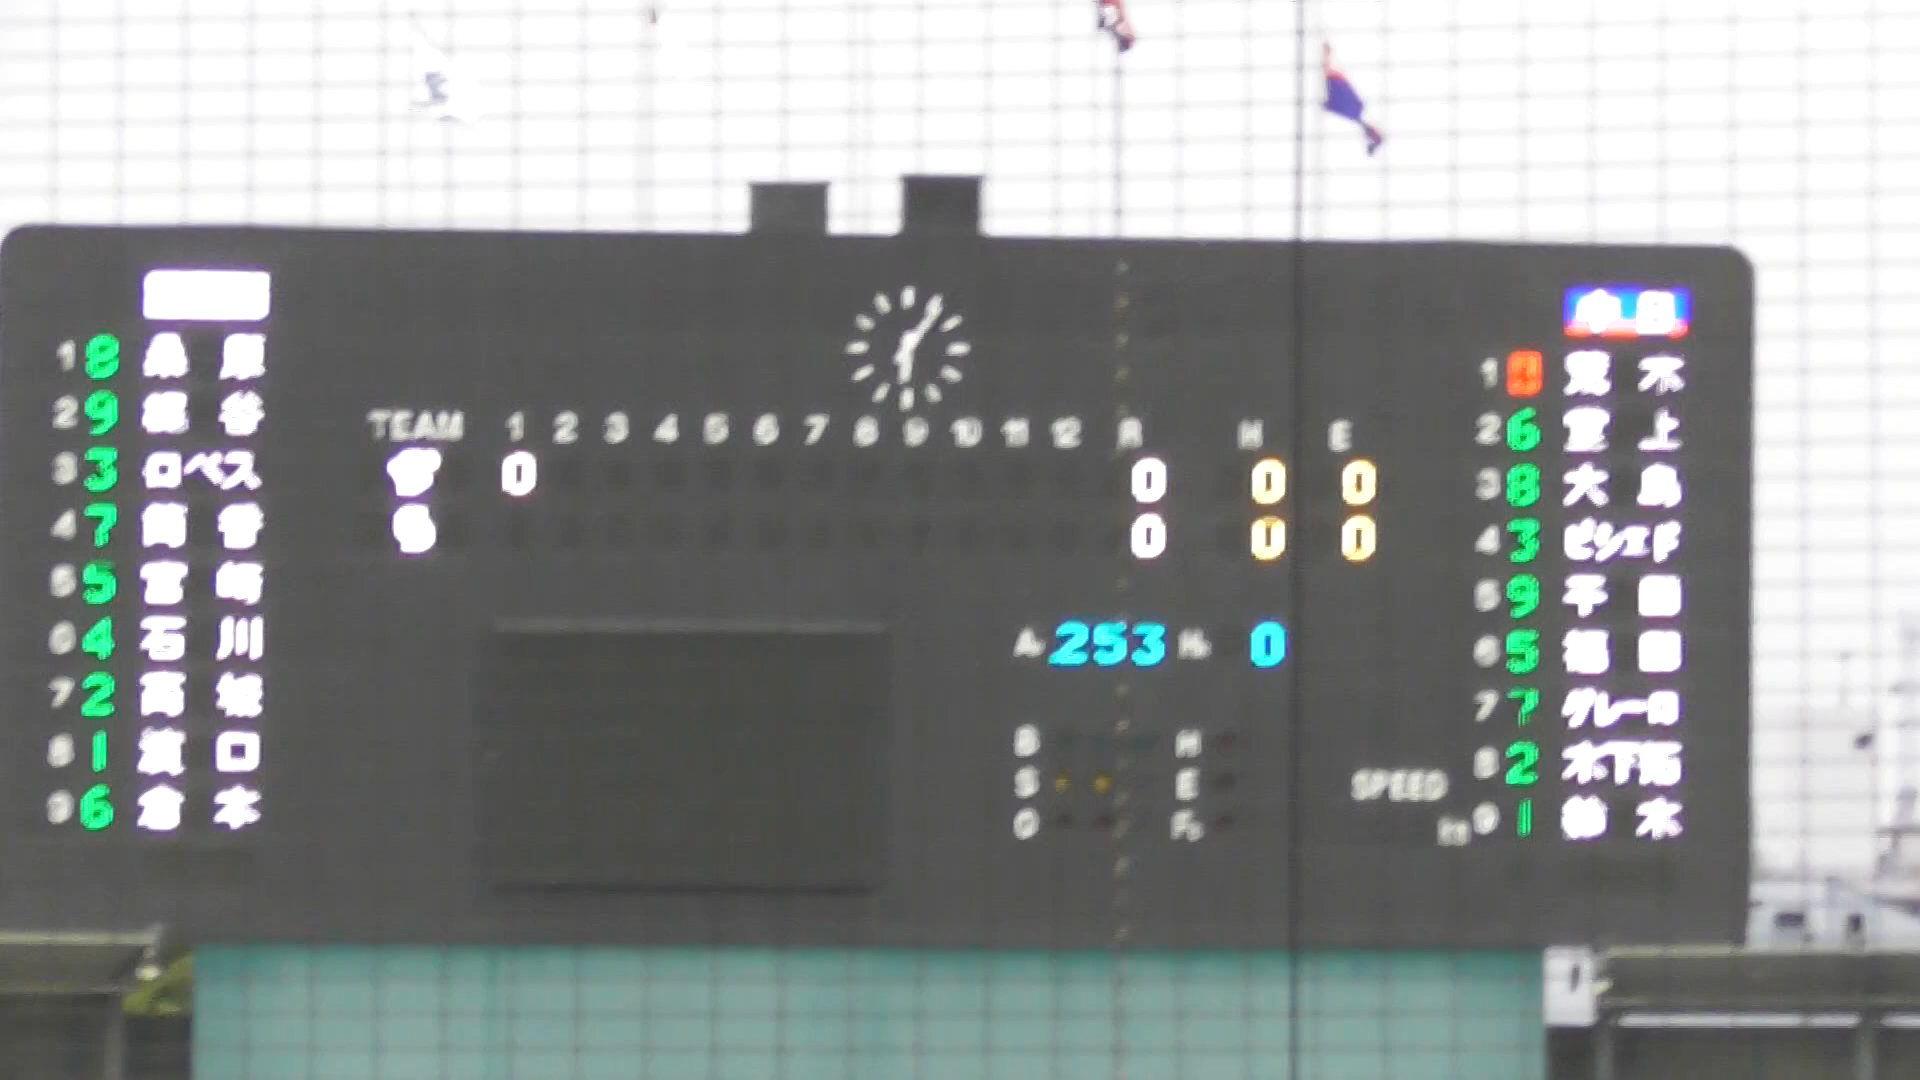 1 8 桑原
2 9 梶谷
3 3 ロペス
4 7 筒香
5 5 宮崎
6 4 石川
7 2 高城
8 1 濵口
9 6 倉本
TEAM 1 2 3 4 5 6 7 8 9 10 11 12 R H E
0 0 0 0
0 0 0
A 253 H 0
B H
S E
O Fc
SPEED
中日
1 4 荒木
2 6 堂上
3 8 大島
4 3 ビシエド
5 9 平田
6 5 福田
7 7 ゲレーロ
8 2 木下拓
9 1 鈴木